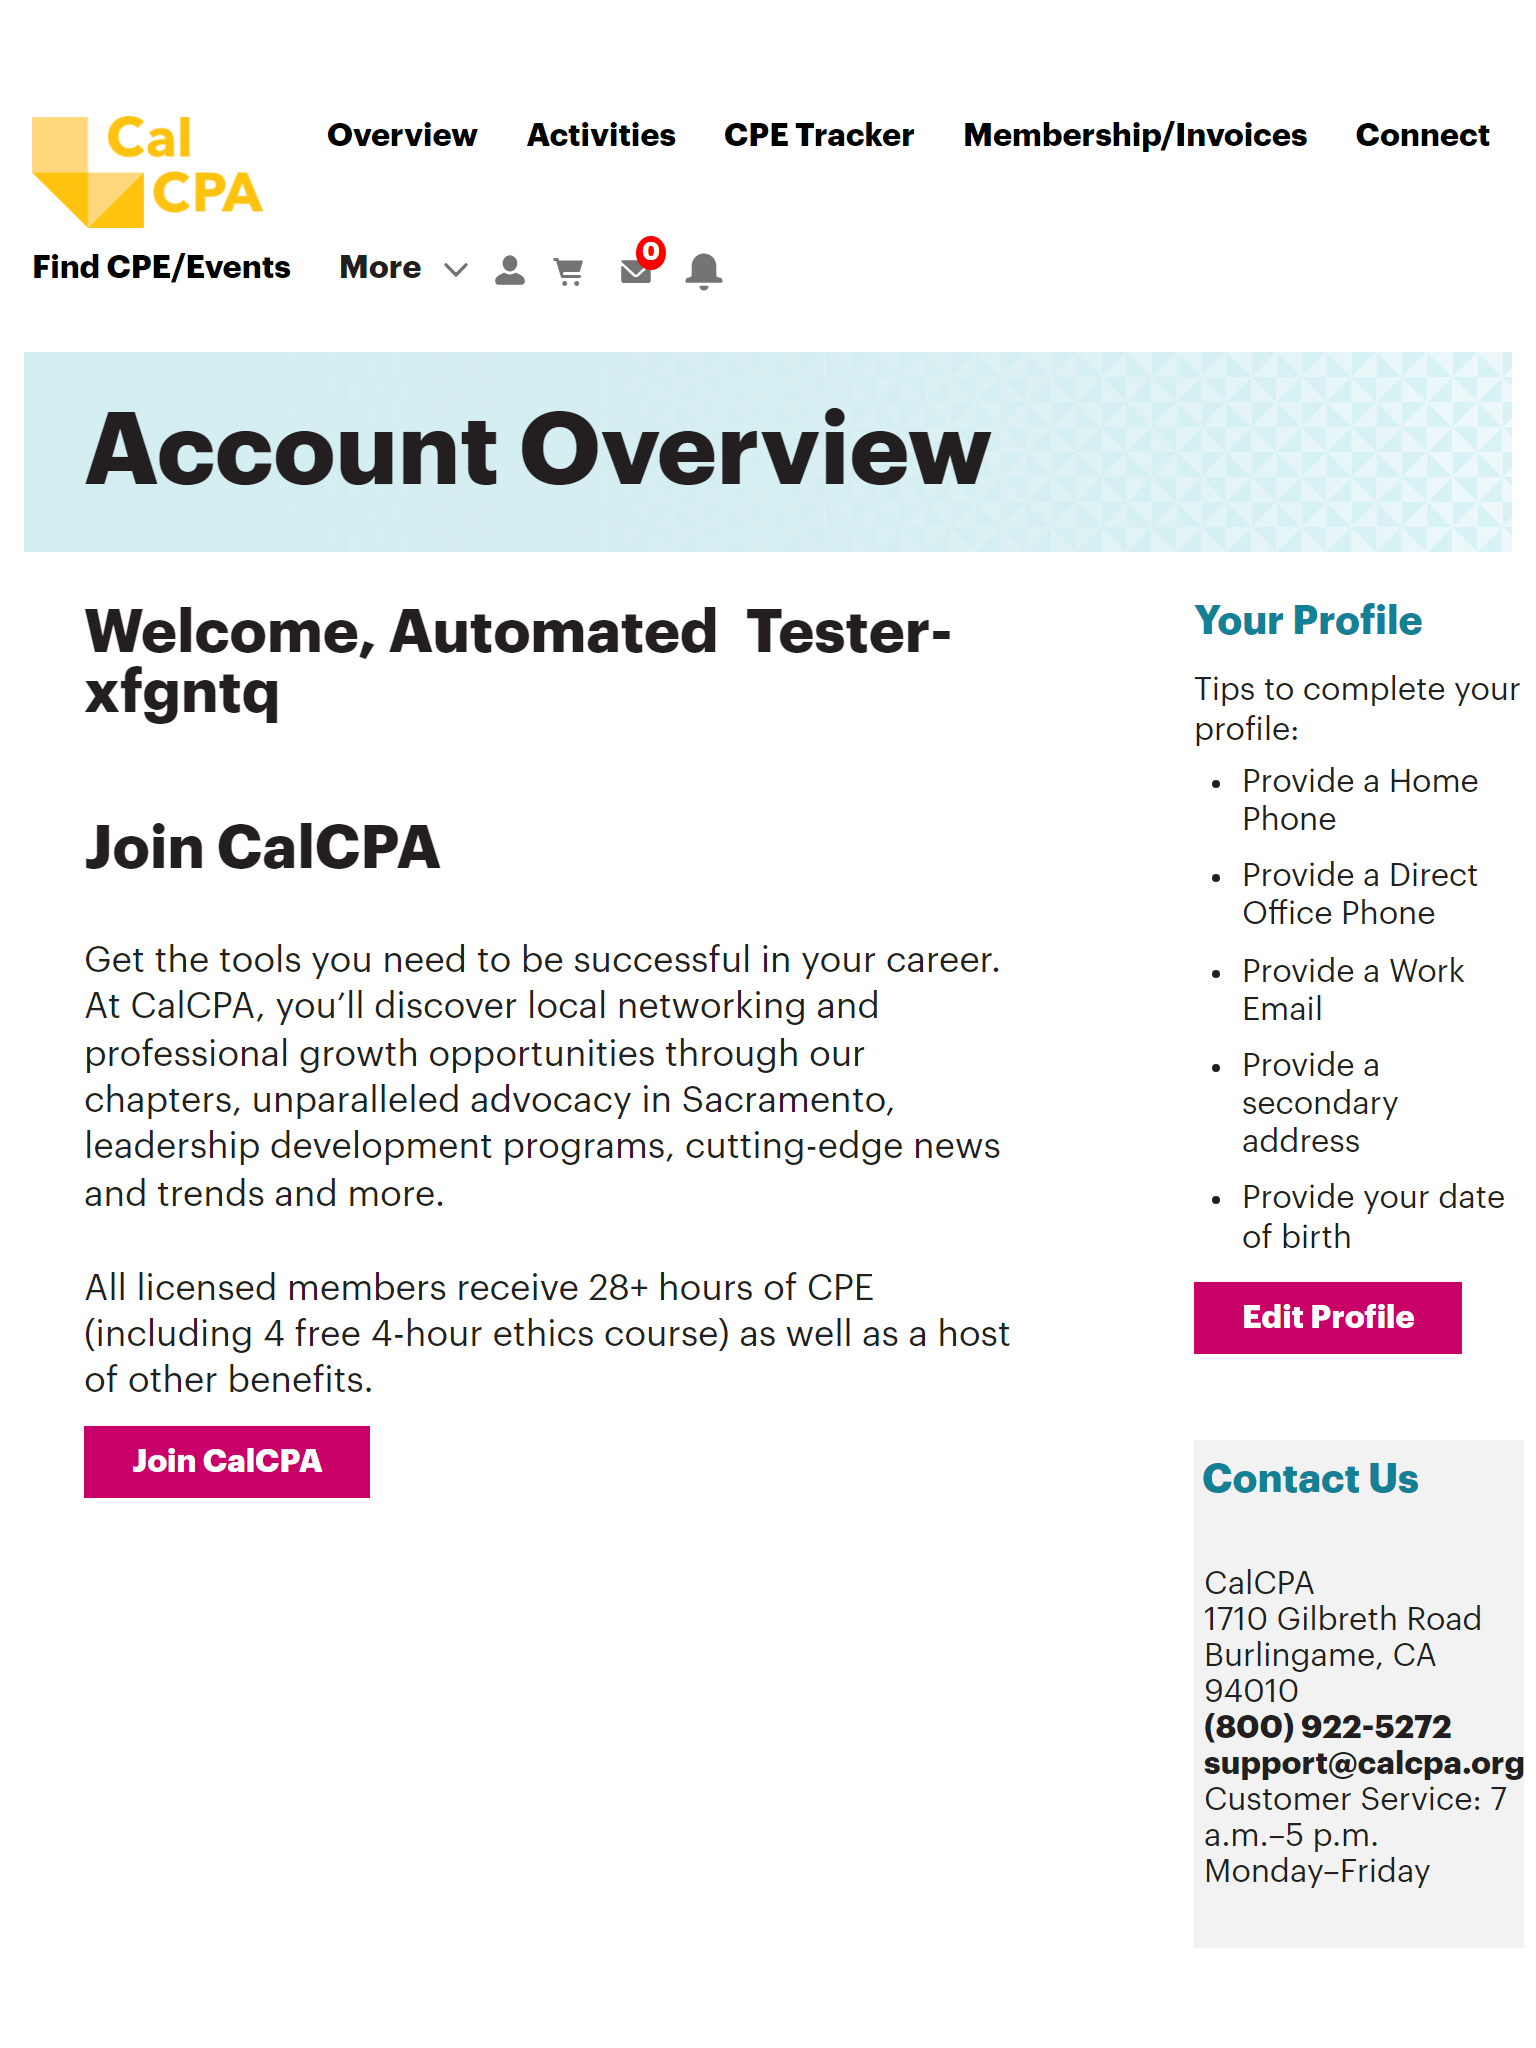 Cal
CPA
Overview Activities CPE Tracker Membership/Invoices Connect
Find CPE/Events More 0
Account Overview
Welcome, Automated Tester-
xfgntq
Join CalCPA
Get the tools you need to be successful in your career.
At CalCPA, you’ll discover local networking and
professional growth opportunities through our
chapters, unparalleled advocacy in Sacramento,
leadership development programs, cutting-edge news
and trends and more.
All licensed members receive 28+ hours of CPE
(including 4 free 4-hour ethics course) as well as a host
of other benefits.
Join CalCPA
Your Profile
Tips to complete your
profile:
• Provide a Home
Phone
• Provide a Direct
Office Phone
• Provide a Work
Email
• Provide a
secondary
address
• Provide your date
of birth
Edit Profile
Contact Us
CalCPA
1710 Gilbreth Road
Burlingame, CA
94010
(800) 922-5272
support@calcpa.org
Customer Service: 7
a.m.–5 p.m.
Monday–Friday